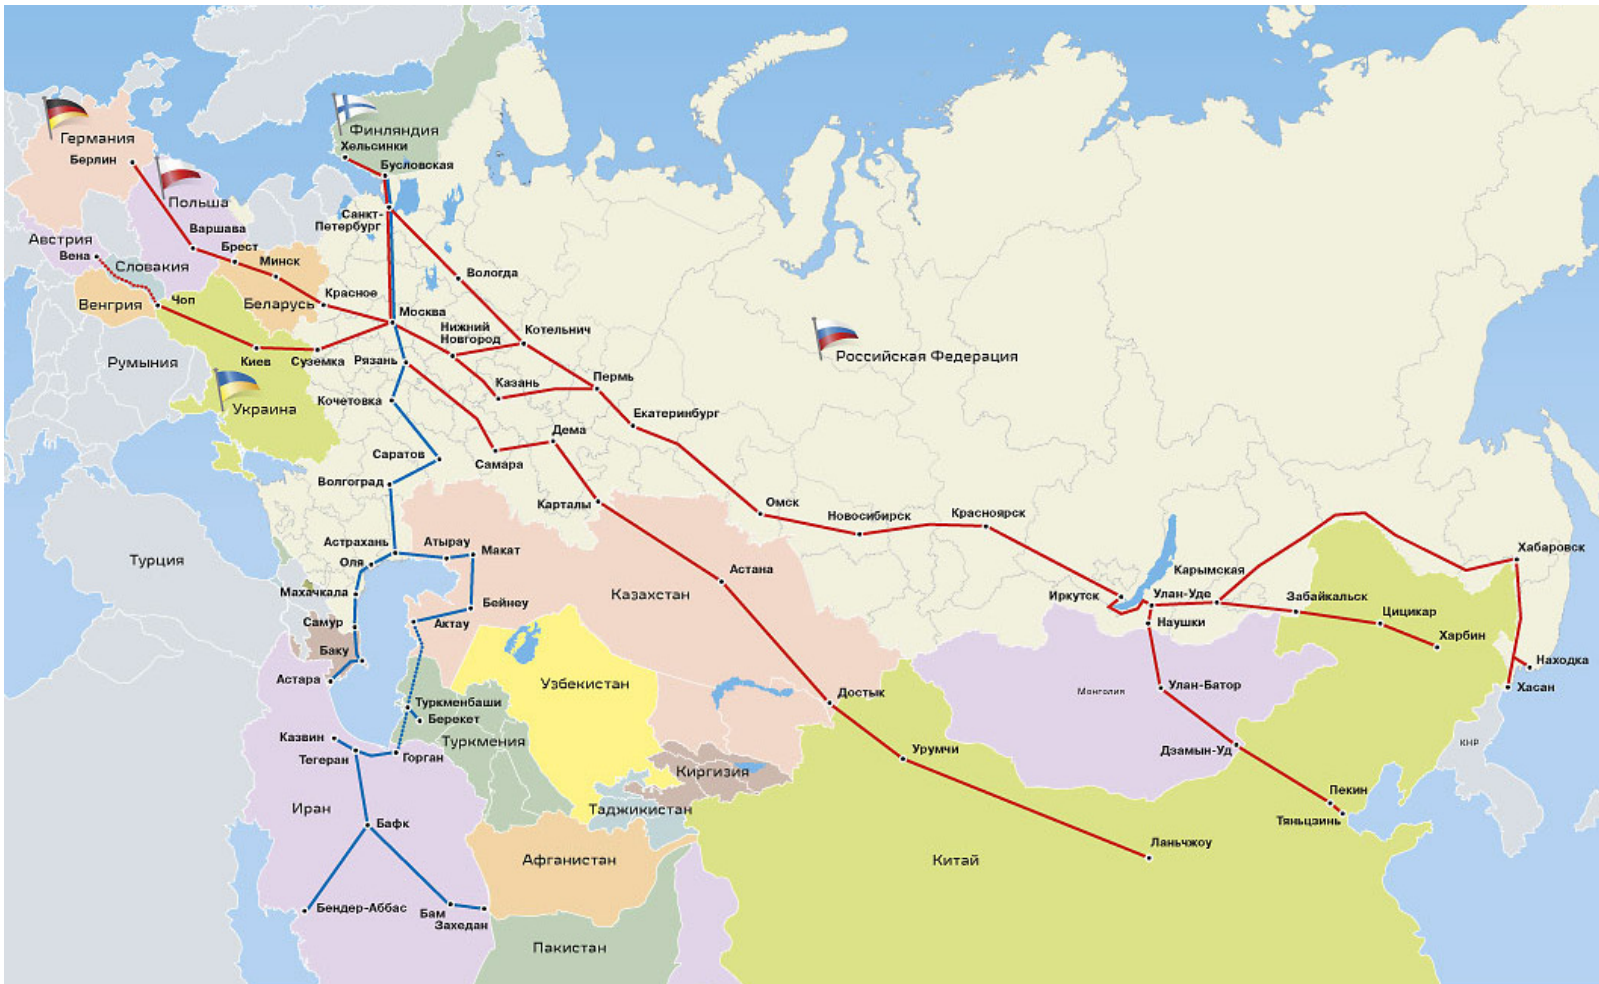 Германия
Берлин
Финляндия
Хельсинки
Бусловская
Польша
Санкт-
Петербург
Варшава
Австрия
Вена
Брест
Словакия
Минск
Вологда
Венгрия
Чоп
Беларусь
Красное
Москва
Нижний
Новгород
Котельнич
Румыния
Киев
Суземка
Рязань
Российская Федерация
Казань
Пермь
Украина
Кочетовка
Екатеринбург
Дема
Саратов
Самара
Волгоград
Карталы
Омск
Новосибирск
Красноярск
Астрахань
Атырау
Макат
Хабаровск
Турция
Оля
Астана
Карымская
Махачкала
Бейнеу
Казахстан
Иркутск
Улан-Уде
Забайкальск
Цицикар
Самур
Актау
Наушки
Харбин
Баку
Находка
Астара
Узбекистан
Достык
Монголия
Улан-Батор
Хасан
Туркменбаши
Берекет
Казвин
Туркмения
Тегеран
Горган
Урумчи
Дзамын-Уд
КНР
Киргизия
Пекин
Иран
Таджикистан
Тяньцзинь
Бафк
Ланьчжоу
Афганистан
Китай
Бендер-Аббас
Бам
Захедан
Пакистан